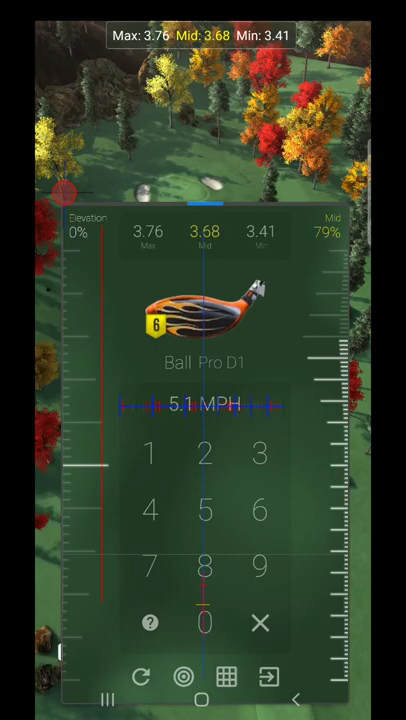 Max: 3.76 Mid: 3.68 Min: 3.41
Elevation
0%
3.76
Max
3.68
Mid
3.41
Min
Mid
79%
6
Ball Pro D1
5.1 MPH
1 2 3
4 5 6
7 8 9
? 0 X